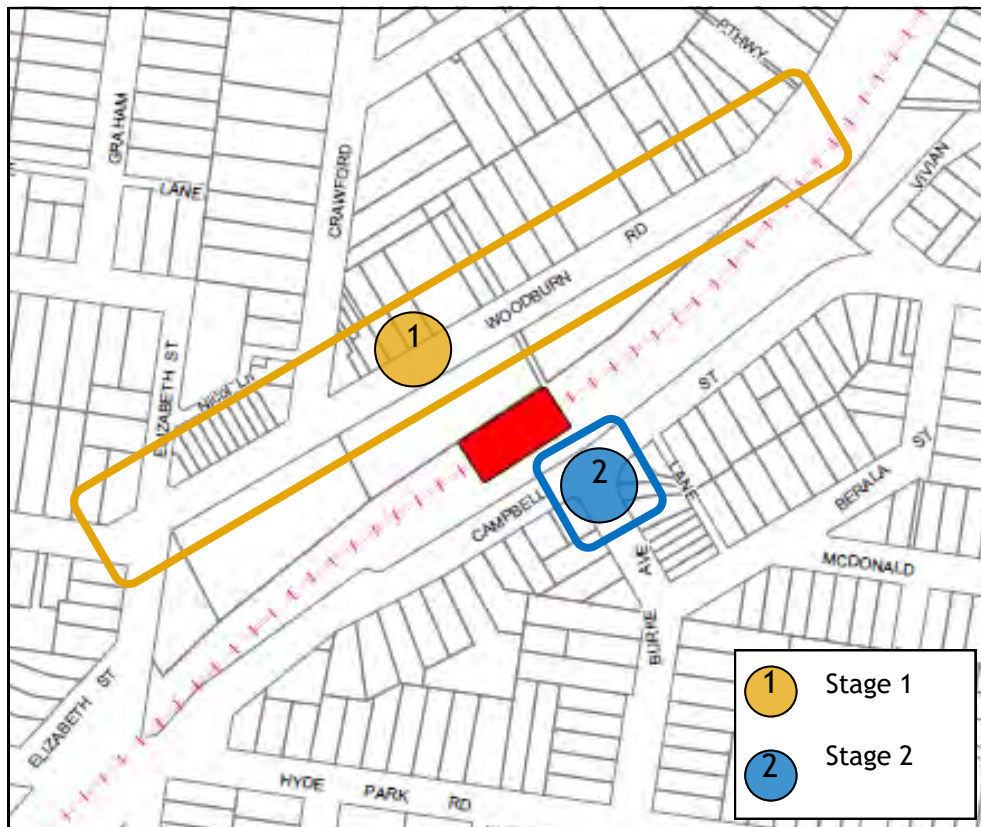 PTHWY
GRAHAM
LANE
CRAWFORD
VIVIAN
RD
WOODBURN
1
ELIZABETH ST
Nicol Ln
ST
2
CAMPBELL
LANE
BERALA ST
AVE
MCDONALD
BURKE
ELIZABETH ST
HYDE PARK RD
1 Stage 1
2 Stage 2